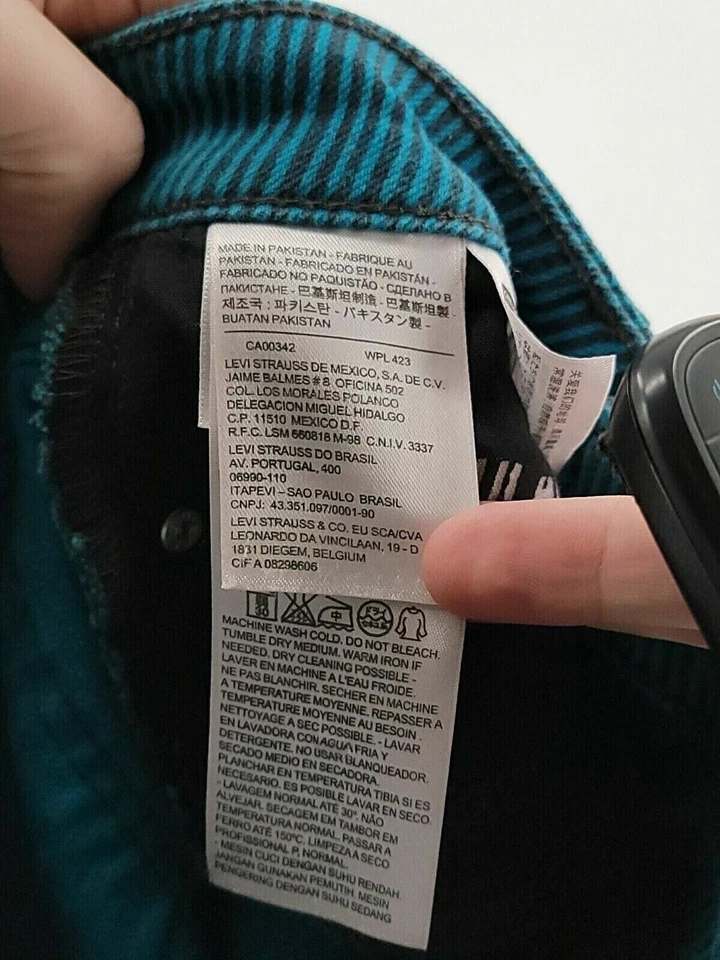 MADE IN PAKISTAN - FABRIQUE AU
PAKISTAN - FABRICADO EN PAKISTÁN -
FABRICADO NO PAQUISTÃO - СДЕЛАНО В
ПАКИСТАНЕ - 巴基斯坦制造 - 巴基斯坦製 -
제조국 : 파키스탄 - パキスタン製 -
BUATAN PAKISTAN
CA00342 WPL 423
LEVI STRAUSS DE MEXICO, S.A. DE C.V.
JAIME BALMES # 8 OFICINA 502
COL. LOS MORALES POLANCO
DELEGACION MIGUEL HIDALGO
C.P. 11510 MEXICO D.F.
R.F.C. LSM 660818 M-98 C.N.I.V. 3337
LEVI STRAUSS DO BRASIL
AV. PORTUGAL, 400
06990-110
ITAPEVI – SAO PAULO BRASIL
CNPJ: 43.351.097/0001-90
LEVI STRAUSS & CO. EU SCA/CVA
LEONARDO DA VINCILAAN, 19 - D
1831 DIEGEM, BELGIUM
CIF A 08298606
30 中 ドライ
MACHINE WASH COLD. DO NOT BLEACH.
TUMBLE DRY MEDIUM. WARM IRON IF
NEEDED. DRY CLEANING POSSIBLE -
LAVER EN MACHINE A L'EAU FROIDE.
NE PAS BLANCHIR. SECHER EN MACHINE
A TEMPERATURE MOYENNE. REPASSER A
TEMPERATURE MOYENNE AU BESOIN -
NETTOYAGE A SEC POSSIBLE. - LAVAR
EN LAVADORA CON AGUA FRIA Y
DETERGENTE. NO USAR BLANQUEADOR.
SECADO MEDIO EN SECADORA.
PLANCHAR EN TEMPERATURA TIBIA SI ES
NECESARIO. ES POSIBLE LAVAR EN SECO
- LAVAGEM NORMAL ATÉ 30°. NÃO
ALVEJAR. SECAGEM EM TAMBOR EM
TEMPERATURA NORMAL. PASSAR A
FERRO ATÉ 150ºC. LIMPEZA A SECO
PROFISSIONAL P, NORMAL.
- MESIN CUCI DENGAN SUHU RENDAH.
JANGAN GUNAKAN PEMUTIH. MESIN
PENGERING DENGAN SUHU SEDANG